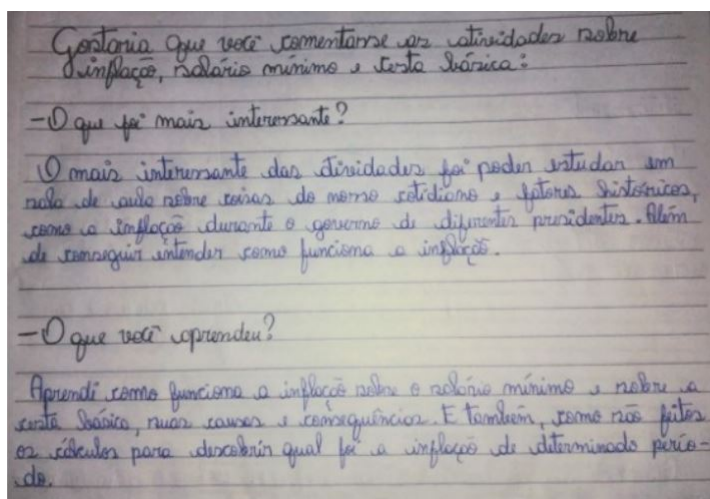 Gostaria que você comentasse as atividades sobre
inflação, salário mínimo e cesta básica:
-O que foi mais interessante?
O mais interessante das atividades foi poder estudar em
sala de aula sobre coisas do nosso cotidiano e fatores históricos,
como a inflação durante o governo de diferentes presidentes. Além
de conseguir intender como funciona a inflação.
-O que você aprendeu?
Aprendi como funciona a inflação sobre o salário mínimo e sobre a
cesta básica, suas causas e consequências. E também, como são feitos
os cálculos para descobrir qual foi a inflação de determinado perío-
do.